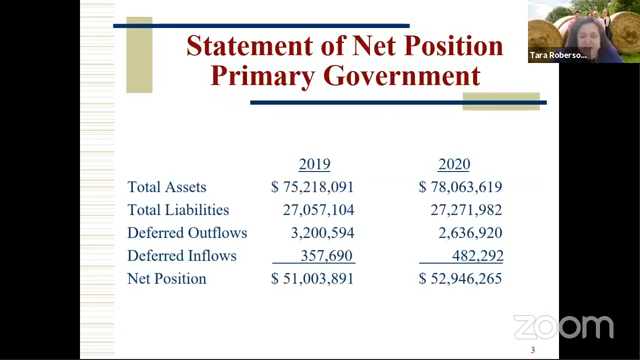 Statement of Net Position
Primary Government
Tara Roberso...
2019 2020
Total Assets $ 75,218,091 $ 78,063,619
Total Liabilities 27,057,104 27,271,982
Deferred Outflows 3,200,594 2,636,920
Deferred Inflows 357,690 482,292
Net Position $ 51,003,891 $ 52,946,265
zoom
3